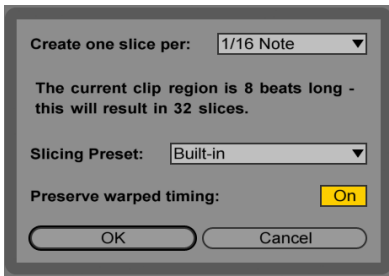 Create one slice per: 1/16 Note
The current clip region is 8 beats long -
this will result in 32 slices.
Slicing Preset: Built-in
Preserve warped timing: On
OK Cancel